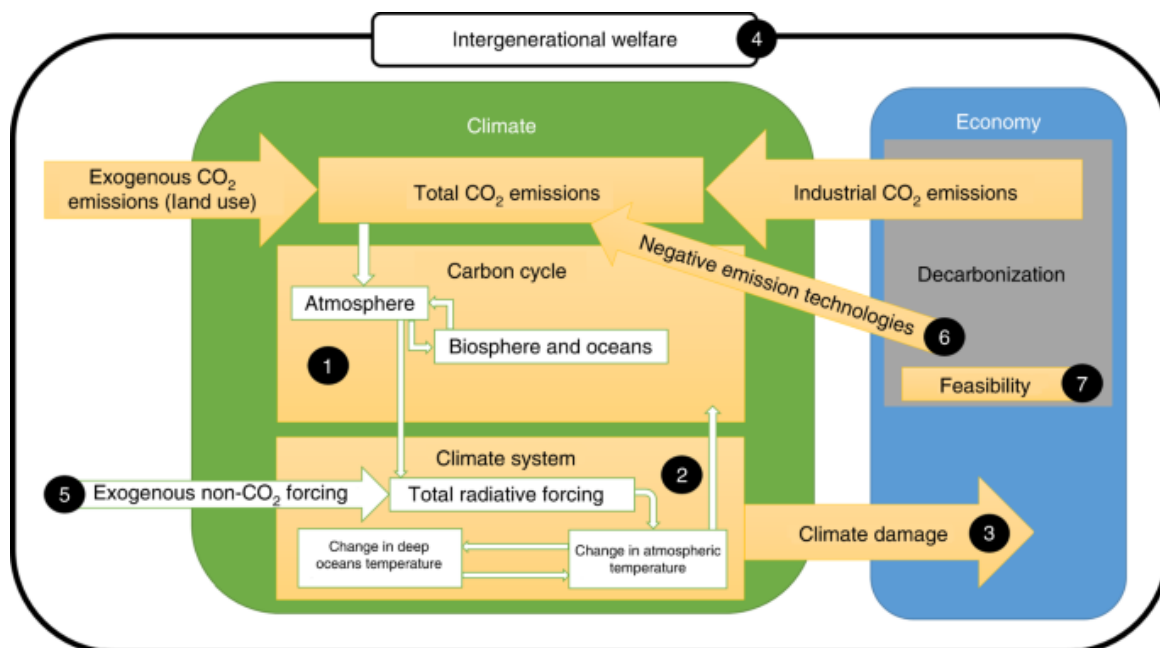 Intergenerational welfare 4
Climate
Economy
Exogenous CO₂
emissions (land use)
Total CO₂ emissions
Industrial CO₂ emissions
Negative emission technologies
6
Decarbonization
Feasibility 7
Carbon cycle
Atmosphere
Biosphere and oceans
1
Climate system
2
5 Exogenous non-CO₂ forcing
Total radiative forcing
Change in deep
oceans temperature
Change in atmospheric
temperature
Climate damage 3